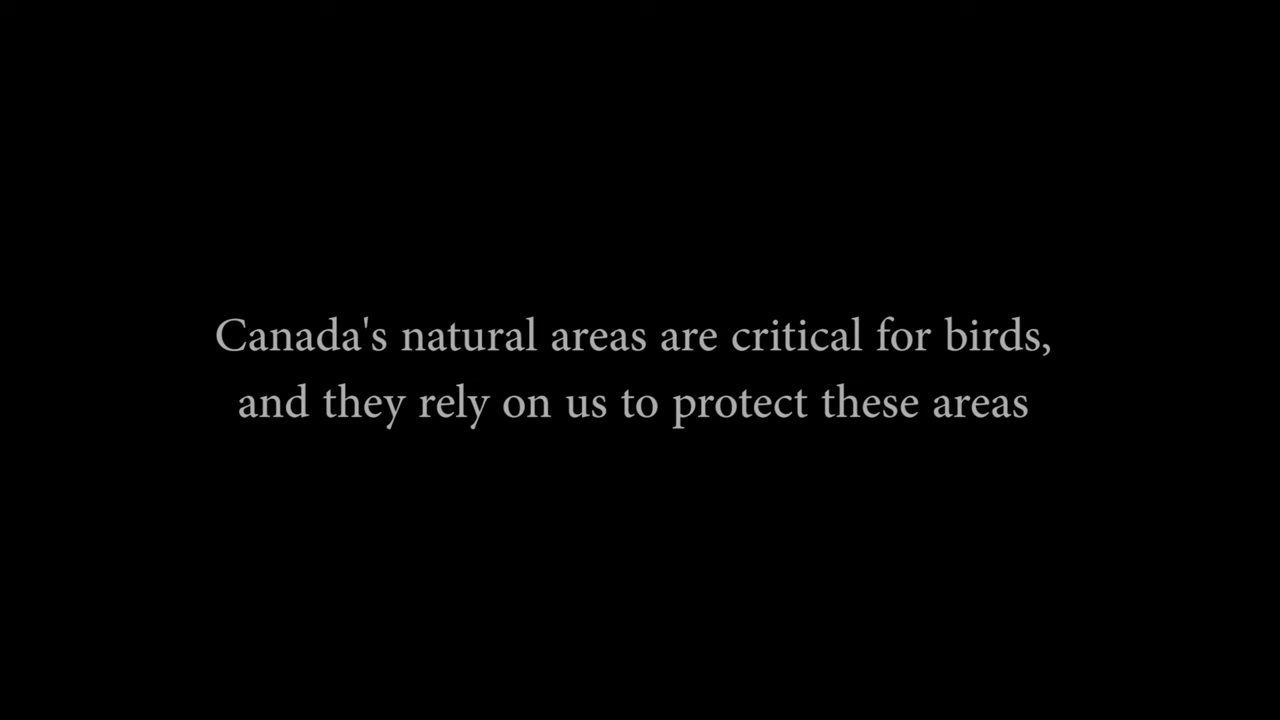 Canada's natural areas are critical for birds,
and they rely on us to protect these areas